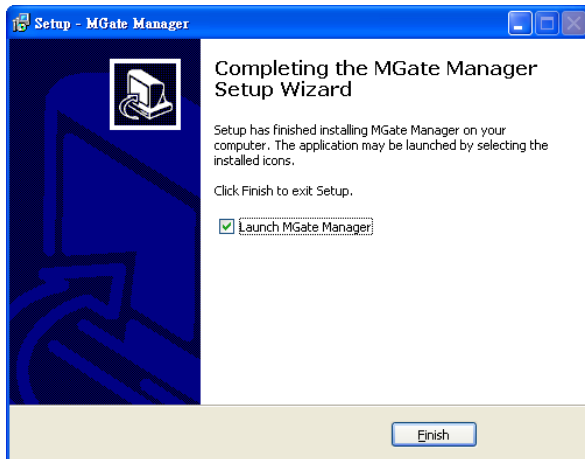 Setup - MGate Manager
Completing the MGate Manager
Setup Wizard
Setup has finished installing MGate Manager on your
computer. The application may be launched by selecting the
installed icons.
Click Finish to exit Setup.
Launch MGate Manager
Finish